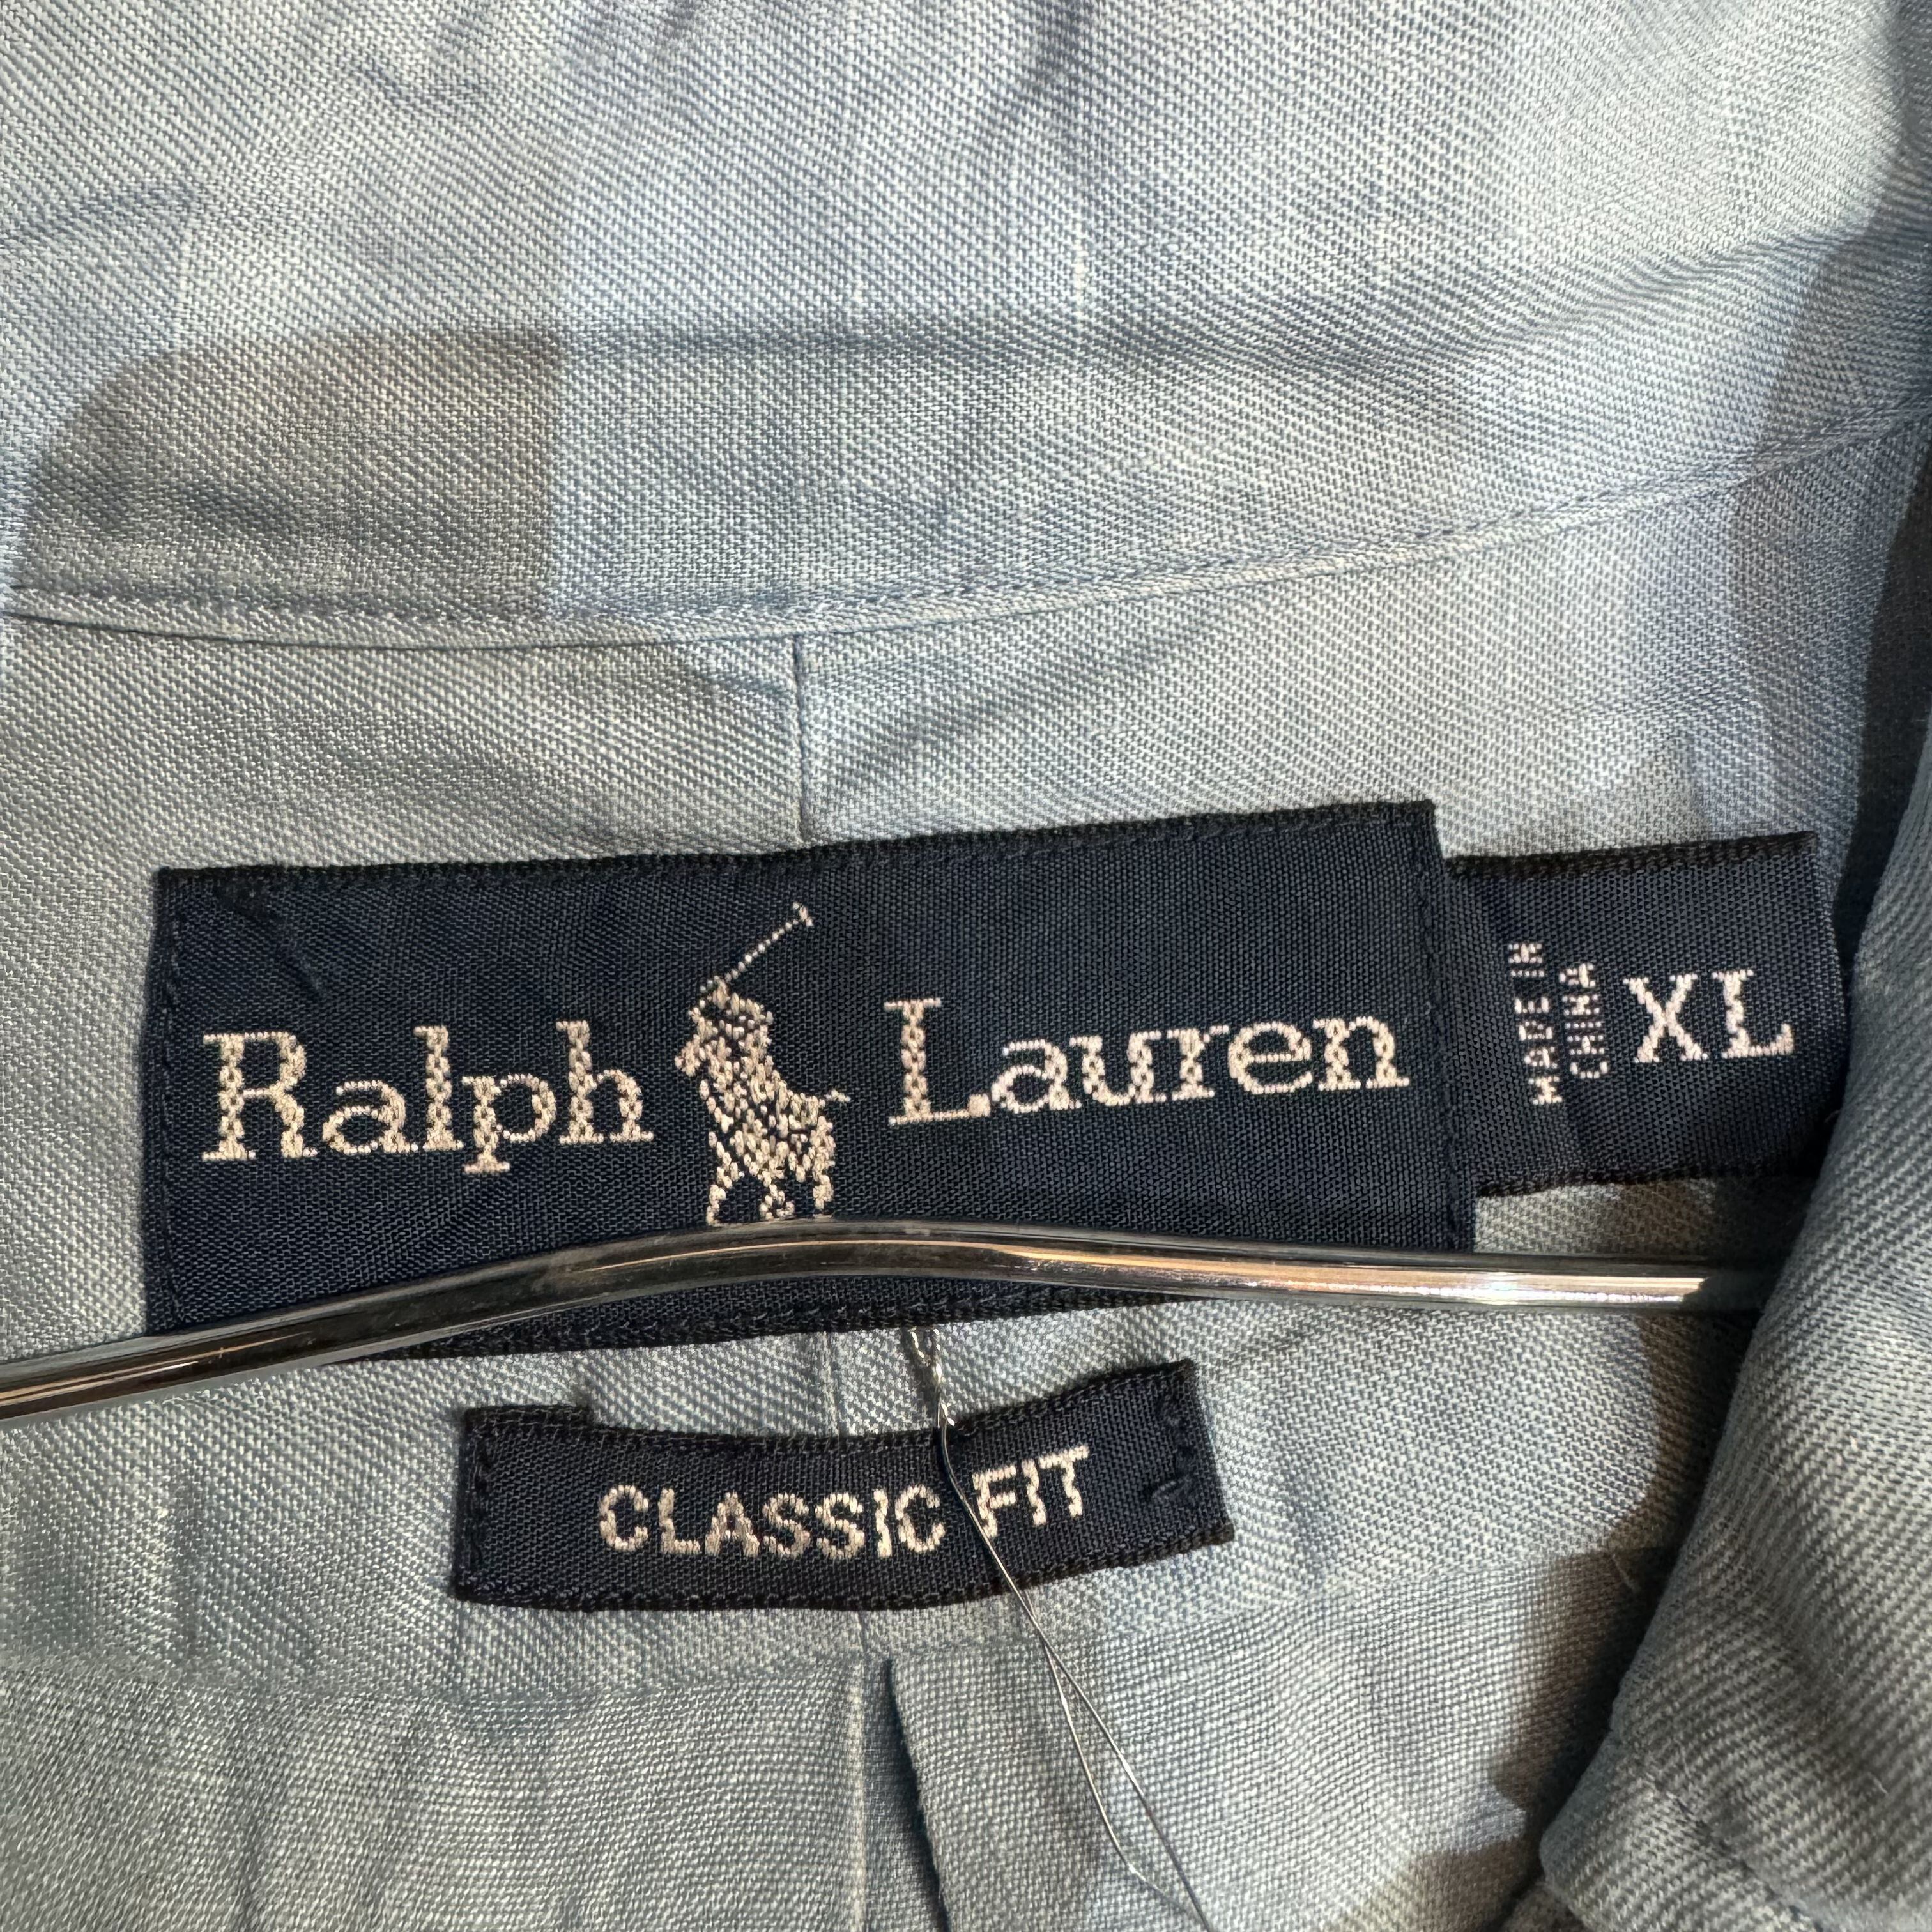 Ralph Lauren
MADE IN
CHINA
XL
CLASSIC FIT